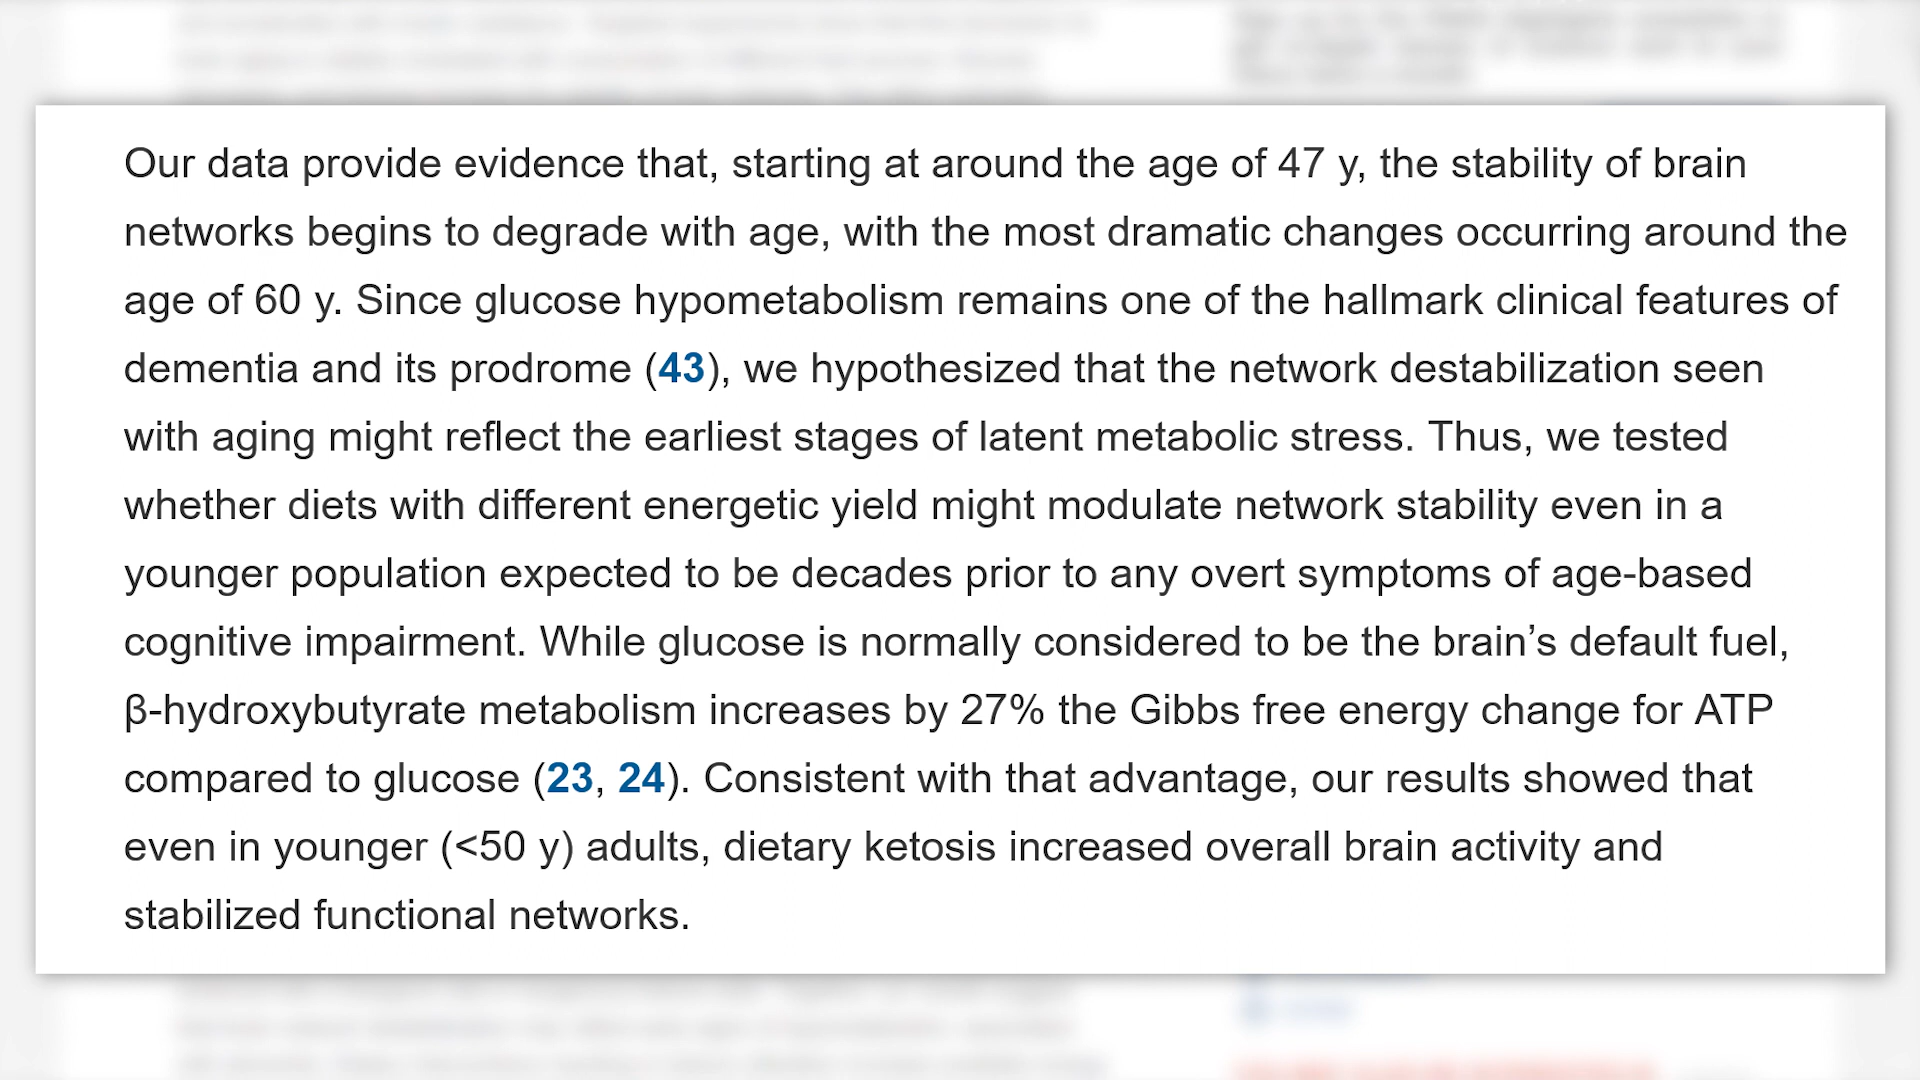 Our data provide evidence that, starting at around the age of 47 y, the stability of brain
networks begins to degrade with age, with the most dramatic changes occurring around the
age of 60 y. Since glucose hypometabolism remains one of the hallmark clinical features of
dementia and its prodrome (43), we hypothesized that the network destabilization seen
with aging might reflect the earliest stages of latent metabolic stress. Thus, we tested
whether diets with different energetic yield might modulate network stability even in a
younger population expected to be decades prior to any overt symptoms of age-based
cognitive impairment. While glucose is normally considered to be the brain’s default fuel,
β-hydroxybutyrate metabolism increases by 27% the Gibbs free energy change for ATP
compared to glucose (23, 24). Consistent with that advantage, our results showed that
even in younger (<50 y) adults, dietary ketosis increased overall brain activity and
stabilized functional networks.